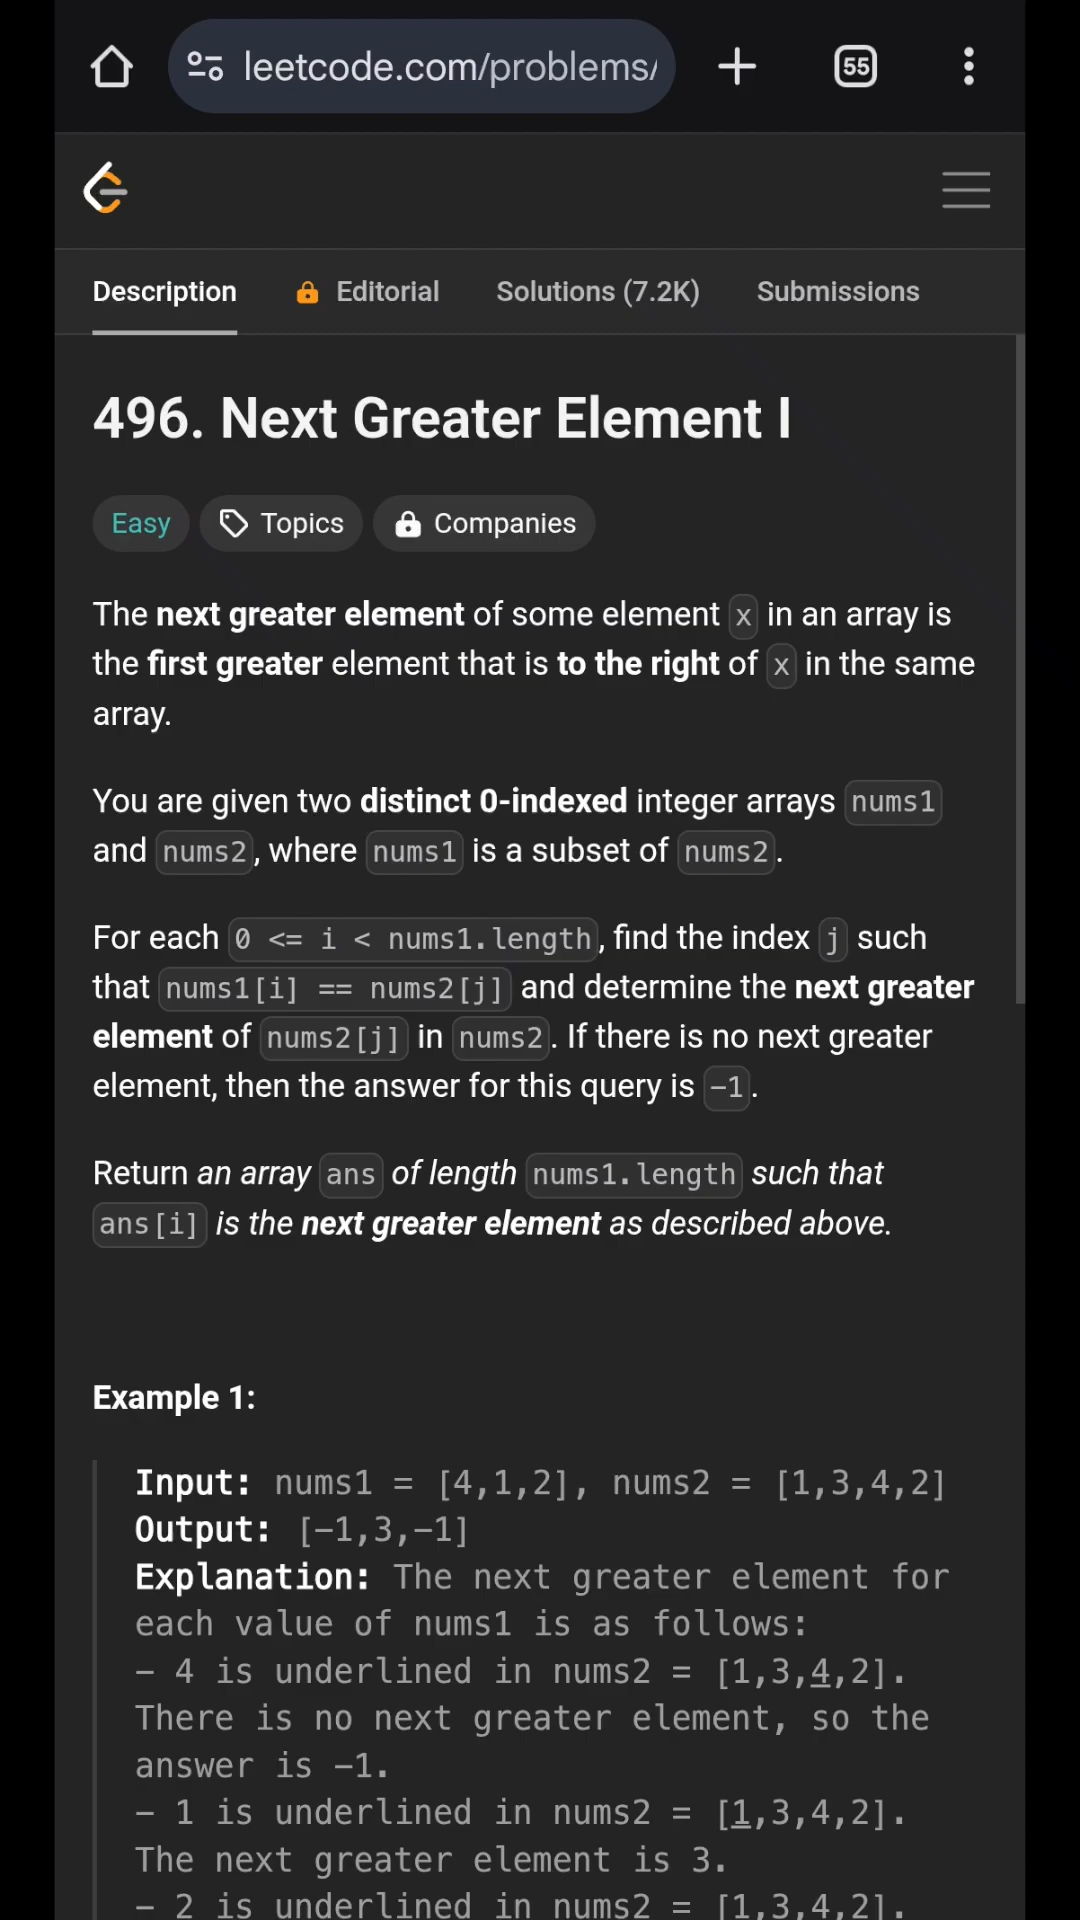 leetcode.com/problems/
55
Description
Editorial
Solutions (7.2K)
Submissions
496. Next Greater Element I
Easy
Topics
Companies
The next greater element of some element x in an array is
the first greater element that is to the right of x in the same
array.
You are given two distinct 0-indexed integer arrays nums1
and nums2, where nums1 is a subset of nums2.
For each 0 <= i < nums1.length, find the index j such
that nums1[i] == nums2[j] and determine the next greater
element of nums2[j] in nums2. If there is no next greater
element, then the answer for this query is -1.
Return an array ans of length nums1.length such that
ans[i] is the next greater element as described above.
Example 1:
Input: nums1 = [4,1,2], nums2 = [1,3,4,2]
Output: [-1,3,-1]
Explanation: The next greater element for
each value of nums1 is as follows:
- 4 is underlined in nums2 = [1,3,4,2].
There is no next greater element, so the
answer is -1.
- 1 is underlined in nums2 = [1,3,4,2].
The next greater element is 3.
- 2 is underlined in nums2 = [1,3,4,2].